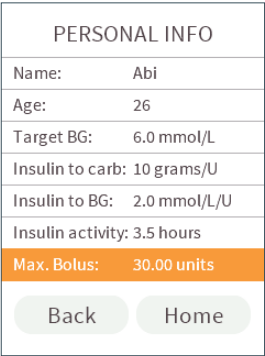 PERSONAL INFO
Name: Abi
Age: 26
Target BG: 6.0 mmol/L
Insulin to carb: 10 grams/U
Insulin to BG: 2.0 mmol/L/U
Insulin activity: 3.5 hours
Max. Bolus: 30.00 units
Back Home